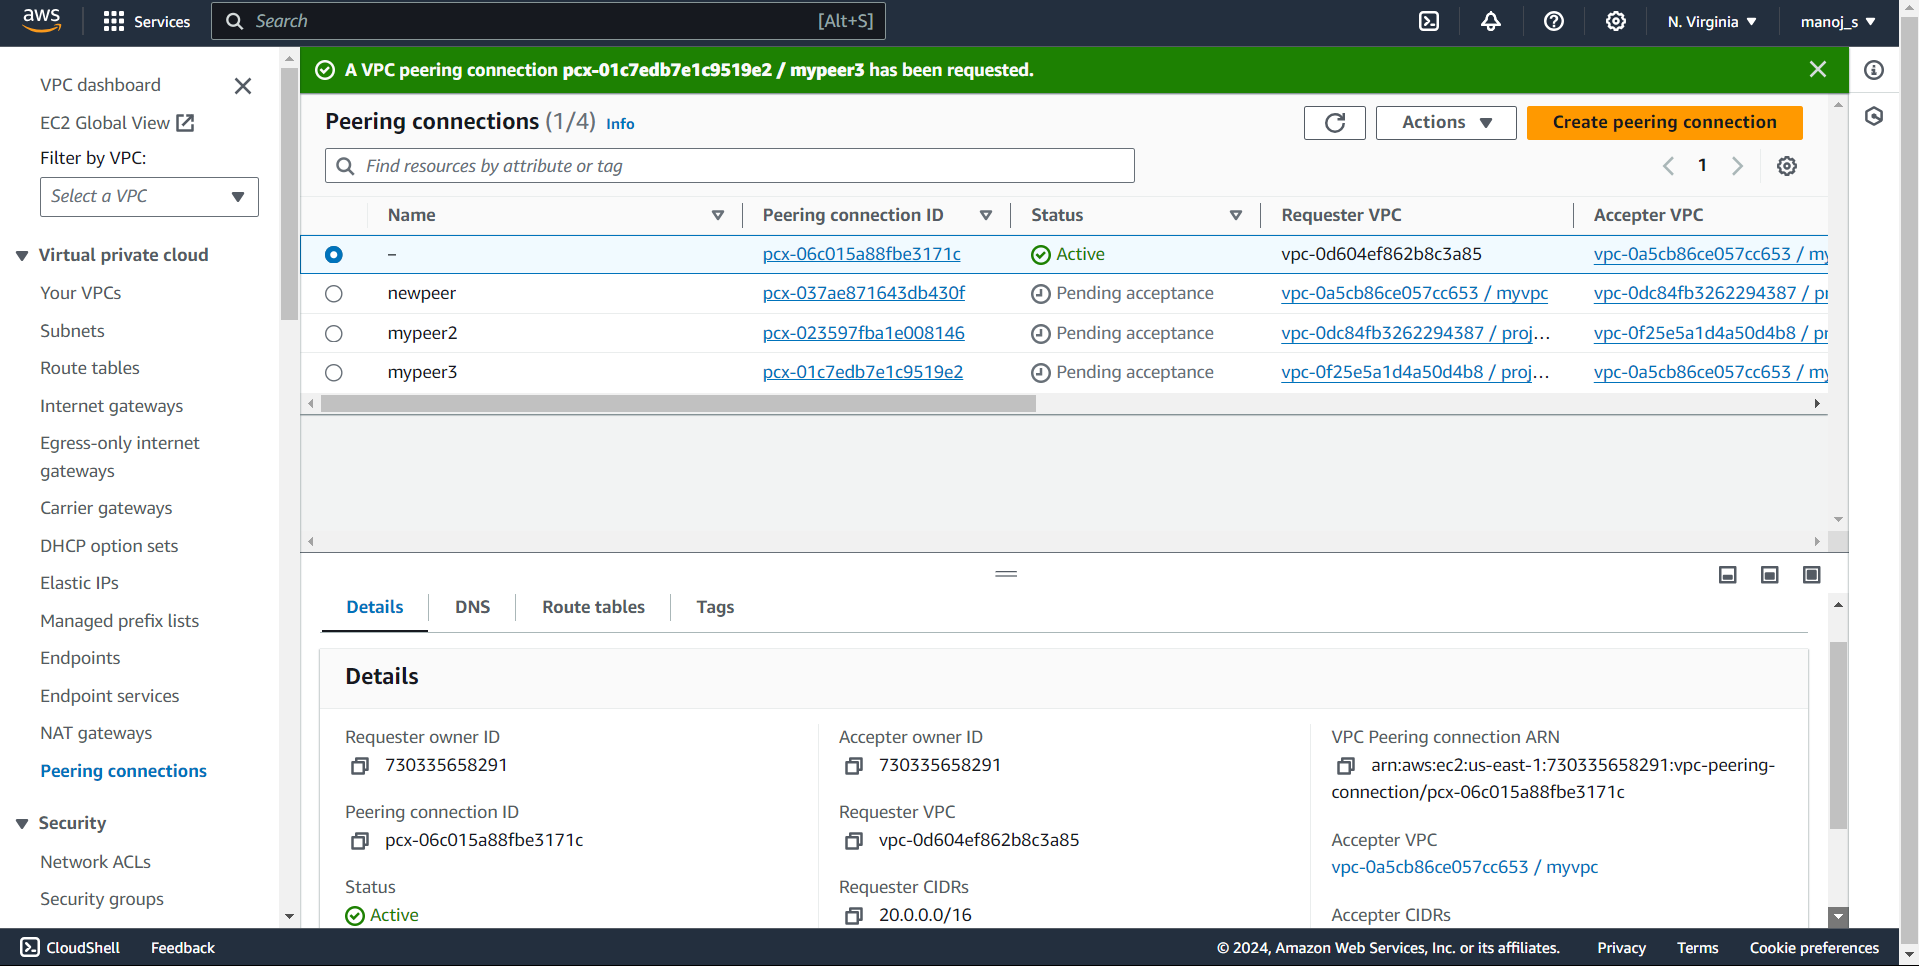 aws
Services
Search
[Alt+S]
N. Virginia
manoj_s
VPC dashboard
EC2 Global View
Filter by VPC:
Select a VPC
Virtual private cloud
Your VPCs
Subnets
Route tables
Internet gateways
Egress-only internet
gateways
Carrier gateways
DHCP option sets
Elastic IPs
Managed prefix lists
Endpoints
Endpoint services
NAT gateways
Peering connections
Security
Network ACLs
Security groups
A VPC peering connection pcx-01c7edb7e1c9519e2 / mypeer3 has been requested.
Peering connections (1/4) Info
Actions
Create peering connection
Find resources by attribute or tag
1
Name Peering connection ID Status Requester VPC Accepter VPC
– pcx-06c015a88fbe3171c Active vpc-0d604ef862b8c3a85 vpc-0a5cb86ce057cc653 / my
newpeer pcx-037ae871643db430f Pending acceptance vpc-0a5cb86ce057cc653 / myvpc vpc-0dc84fb3262294387 / pr
mypeer2 pcx-023597fba1e008146 Pending acceptance vpc-0dc84fb3262294387 / proj... vpc-0f25e5a1d4a50d4b8 / pr
mypeer3 pcx-01c7edb7e1c9519e2 Pending acceptance vpc-0f25e5a1d4a50d4b8 / proj... vpc-0a5cb86ce057cc653 / my
Details DNS Route tables Tags
Details
Requester owner ID
730335658291
Peering connection ID
pcx-06c015a88fbe3171c
Status
Active
Accepter owner ID
730335658291
Requester VPC
vpc-0d604ef862b8c3a85
Requester CIDRs
20.0.0.0/16
VPC Peering connection ARN
arn:aws:ec2:us-east-1:730335658291:vpc-peering-
connection/pcx-06c015a88fbe3171c
Accepter VPC
vpc-0a5cb86ce057cc653 / myvpc
Accepter CIDRs
CloudShell
Feedback
© 2024, Amazon Web Services, Inc. or its affiliates.
Privacy
Terms
Cookie preferences